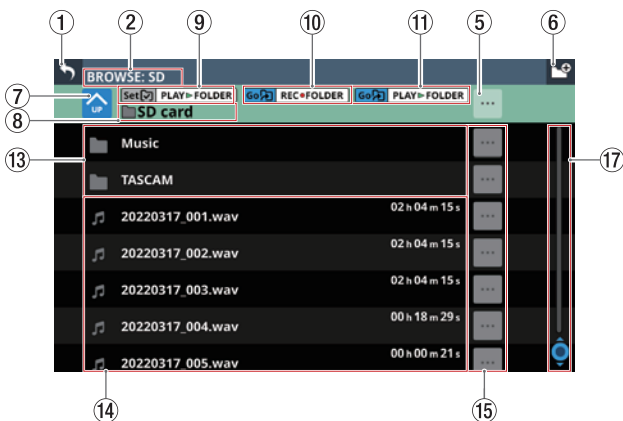 ① ② ⑨ ⑩ ⑪ ⑤ ⑥
BROWSE: SD
⑦ UP Set PLAY FOLDER Go REC FOLDER Go PLAY FOLDER ...
⑧ SD card
Music ...
⑬ ⑰
TASCAM ...
20220317_001.wav 02 h 04 m 15 s ...
20220317_002.wav 02 h 04 m 15 s ...
20220317_003.wav 02 h 04 m 15 s ...
20220317_004.wav 00 h 18 m 29 s ...
20220317_005.wav 00 h 00 m 21 s ...
⑭ ⑮